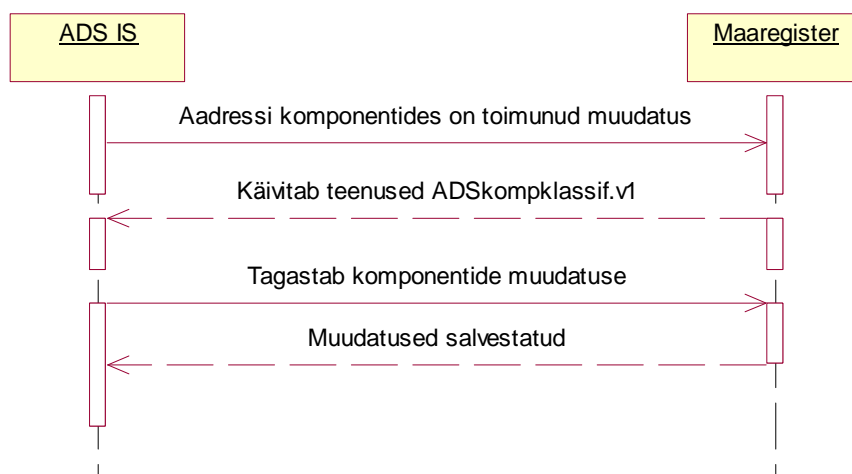 ADS IS
Maaregister
Aadressi komponentides on toimunud muudatus
Käivitab teenused ADSkompklassif.v1
Tagastab komponentide muudatuse
Muudatused salvestatud